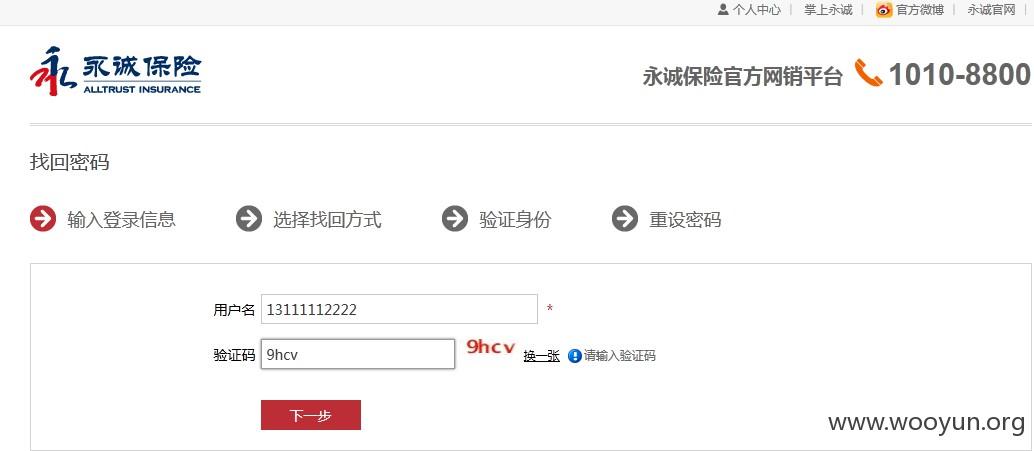 个人中心 | 掌上永诚 | 官方微博 | 永诚官网 |
永诚保险
ALLTRUST INSURANCE
永诚保险官方网销平台 1010-8800
找回密码
输入登录信息 选择找回方式 验证身份 重设密码
用户名 13111112222 *
验证码 9hcv 9hcv 换一张 请输入验证码
下一步
www.wooyun.org